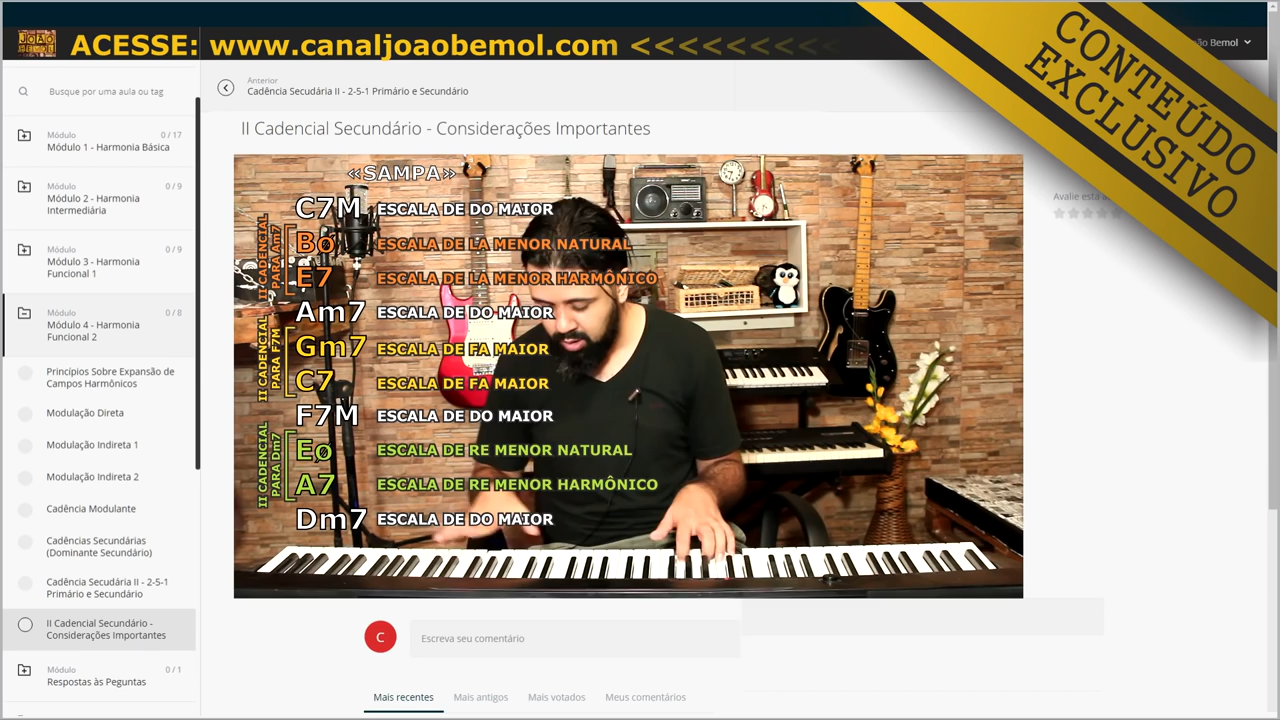 JOÃO
BEMOL
ACESSE: www.canaljoaobemol.com <<<<<<<<<
ão Bemol
CONTEÚDO
EXCLUSIVO
Busque por uma aula ou tag
Anterior
Cadência Secudária II - 2-5-1 Primário e Secundário
Módulo 0 / 17
Módulo 1 - Harmonia Básica
Módulo 0 / 9
Módulo 2 - Harmonia
Intermediária
Módulo 0 / 9
Módulo 3 - Harmonia
Funcional 1
Módulo 0 / 8
Módulo 4 - Harmonia
Funcional 2
Princípios Sobre Expansão de
Campos Harmônicos
Modulação Direta
Modulação Indireta 1
Modulação Indireta 2
Cadência Modulante
Cadências Secundárias
(Dominante Secundário)
Cadência Secudária II - 2-5-1
Primário e Secundário
II Cadencial Secundário -
Considerações Importantes
Módulo 0 / 1
Respostas às Peguntas
II Cadencial Secundário - Considerações Importantes
«SAMPA»
C7M ESCALA DE DO MAIOR
II CADENCIAL
PARA Am7
Bø ESCALA DE LA MENOR NATURAL
E7 ESCALA DE LA MENOR HARMÔNICO
Am7 ESCALA DE DO MAIOR
II CADENCIAL
PARA F7M
Gm7 ESCALA DE FA MAIOR
C7 ESCALA DE FA MAIOR
F7M ESCALA DE DO MAIOR
II CADENCIAL
PARA Dm7
Eø ESCALA DE RE MENOR NATURAL
A7 ESCALA DE RE MENOR HARMÔNICO
Dm7 ESCALA DE DO MAIOR
Avalie esta a
C
Escreva seu comentário
Mais recentes Mais antigos Mais votados Meus comentários